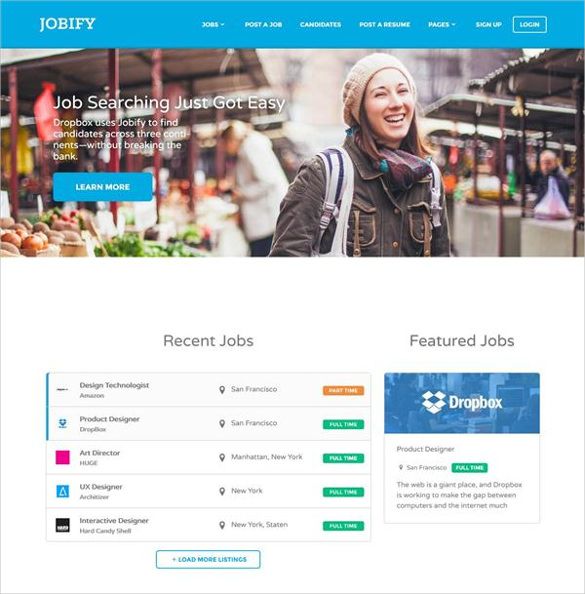 JOBIFY
JOBS POST A JOB CANDIDATES POST A RESUME PAGES SIGN UP LOGIN
Job Searching Just Got Easy
Dropbox uses Jobify to find
candidates across three conti-
nents—without breaking the
bank.
LEARN MORE
Recent Jobs
Design Technologist
Amazon
San Francisco
PART TIME
Product Designer
DropBox
San Francisco
FULL TIME
Art Director
HUGE
Manhattan, New York
FULL TIME
UX Designer
Architizer
New York
FULL TIME
Interactive Designer
Hard Candy Shell
New York, Staten
FULL TIME
+ LOAD MORE LISTINGS
Featured Jobs
Dropbox
Product Designer
San Francisco FULL TIME
The web is a giant place, and Dropbox
is working to make the gap between
computers and the internet much